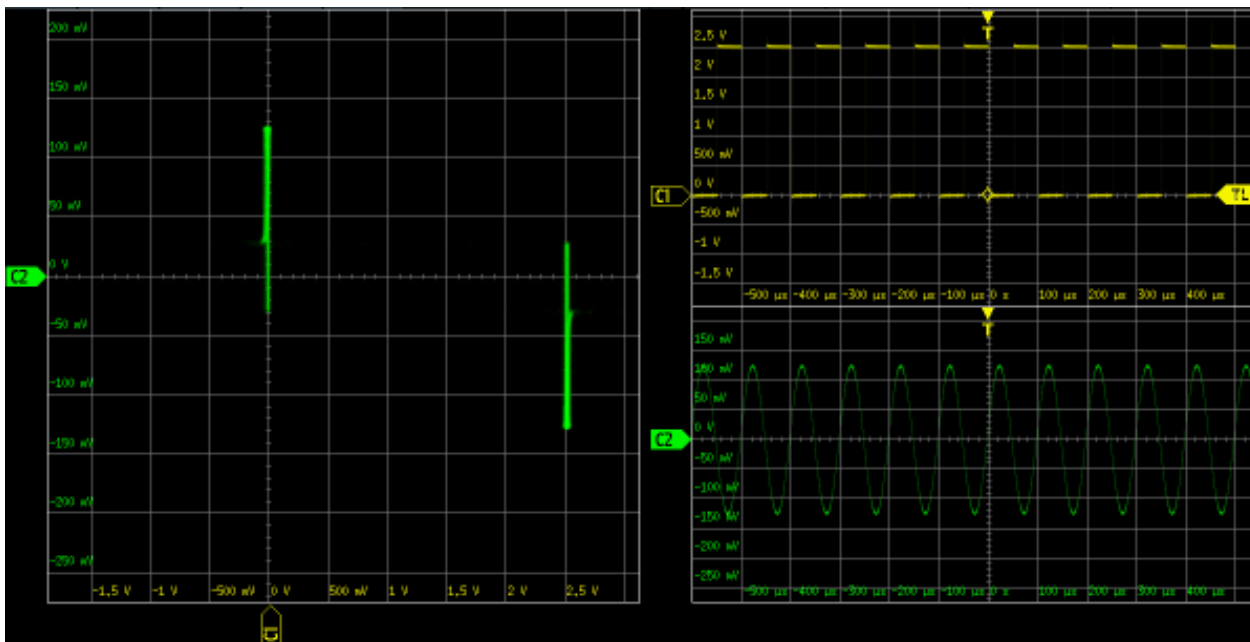 200 mV
150 mV
100 mV
50 mV
0 V
C2
-50 mV
-100 mV
-150 mV
-200 mV
-250 mV
-1,5 V -1 V -500 mV 0 V 500 mV 1 V 1,5 V 2 V 2,5 V
C1
T
2,5 V
2 V
1,5 V
1 V
500 mV
0 V
C1
TL
-500 mV
-1 V
-1,5 V
-500 µs -400 µs -300 µs -200 µs -100 µs 0 s 100 µs 200 µs 300 µs 400 µs
T
150 mV
100 mV
50 mV
0 V
C2
-50 mV
-100 mV
-150 mV
-200 mV
-250 mV
-500 µs -400 µs -300 µs -200 µs -100 µs 0 s 100 µs 200 µs 300 µs 400 µs